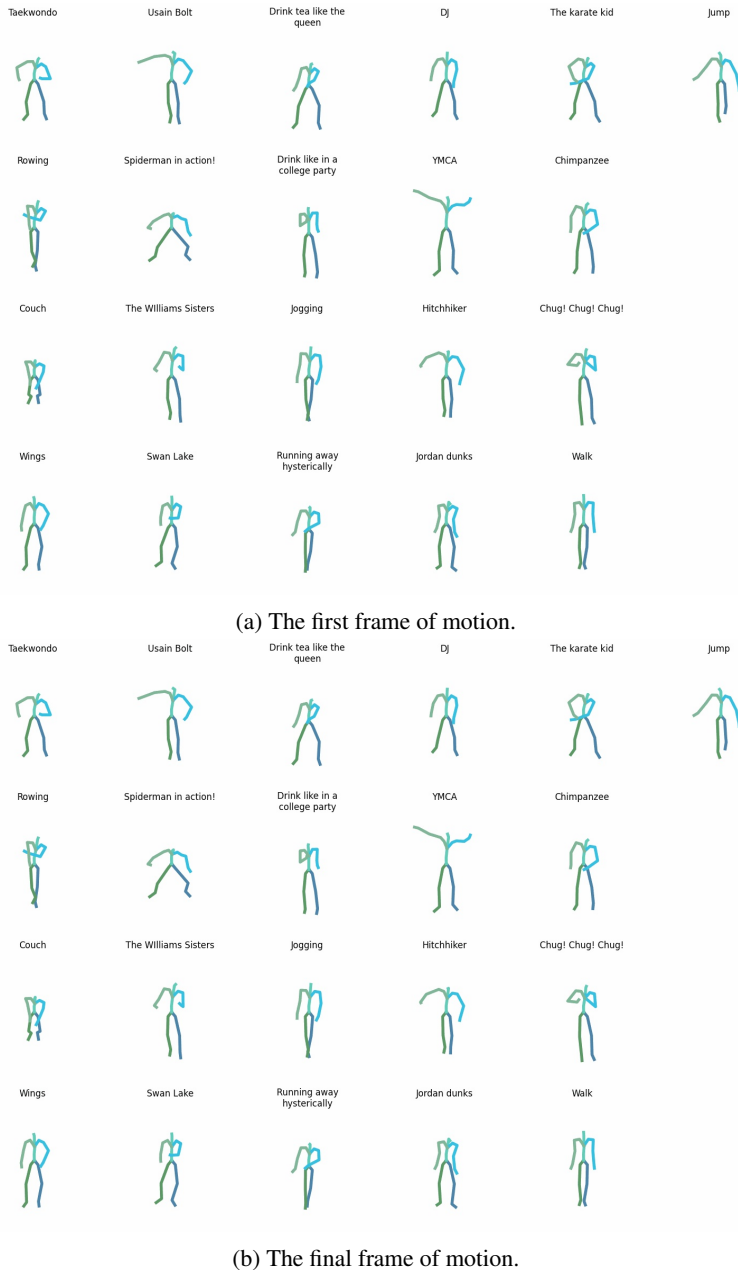 Taekwondo
Usain Bolt
Drink tea like the
queen
DJ
The karate kid
Jump
Rowing
Spiderman in action!
Drink like in a
college party
YMCA
Chimpanzee
Couch
The WIlliams Sisters
Jogging
Hitchhiker
Chug! Chug! Chug!
Wings
Swan Lake
Running away
hysterically
Jordan dunks
Walk
(a) The first frame of motion.
Taekwondo
Usain Bolt
Drink tea like the
queen
DJ
The karate kid
Jump
Rowing
Spiderman in action!
Drink like in a
college party
YMCA
Chimpanzee
Couch
The WIlliams Sisters
Jogging
Hitchhiker
Chug! Chug! Chug!
Wings
Swan Lake
Running away
hysterically
Jordan dunks
Walk
(b) The final frame of motion.